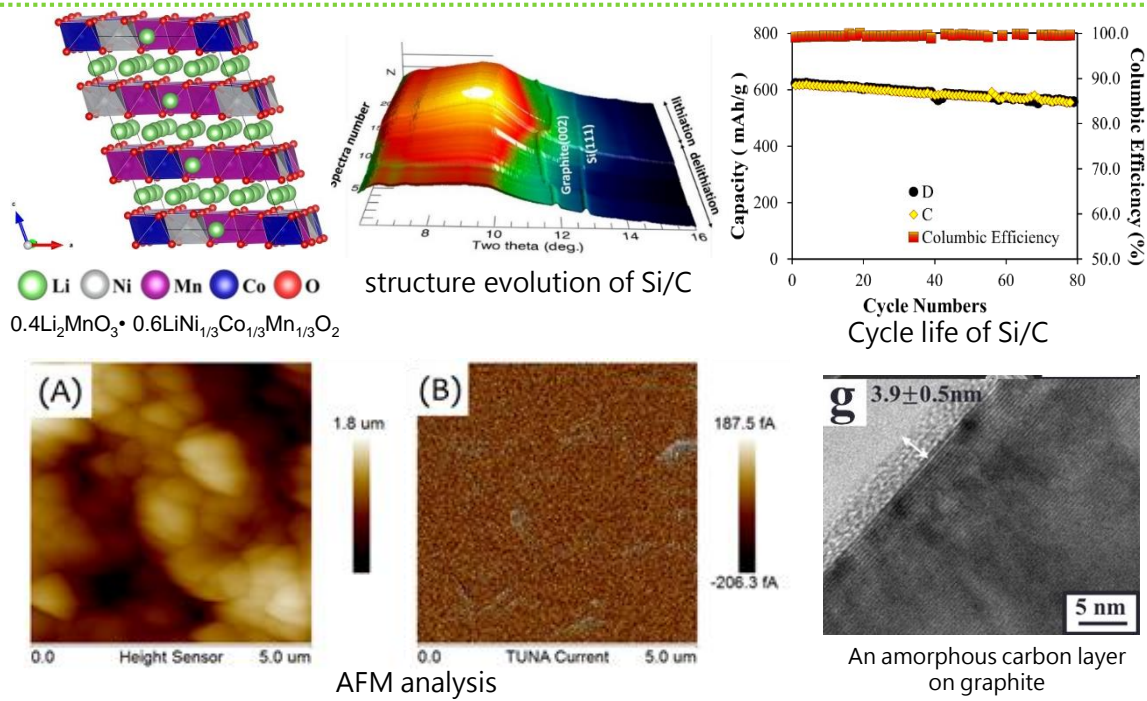 c
a
Li Ni Mn Co O
0.4Li₂MnO₃• 0.6LiNi₁/₃Co₁/₃Mn₁/₃O₂
Z
Spectra number
20
15
10
5
8 10 12 14 16
Two theta (deg.)
Graphite(002)
Si(111)
lithiation
delithiation
structure evolution of Si/C
800
600
400
200
0
Capacity ( mAh/g )
100.0
90.0
80.0
70.0
60.0
50.0
Columbic Efficiency (%)
D
C
Columbic Efficiency
0 20 40 60 80
Cycle Numbers
Cycle life of Si/C
(A)
1.8 um
0.0 Height Sensor 5.0 um
(B)
187.5 fA
-206.3 fA
0.0 TUNA Current 5.0 um
AFM analysis
g 3.9±0.5nm
5 nm
An amorphous carbon layer
on graphite